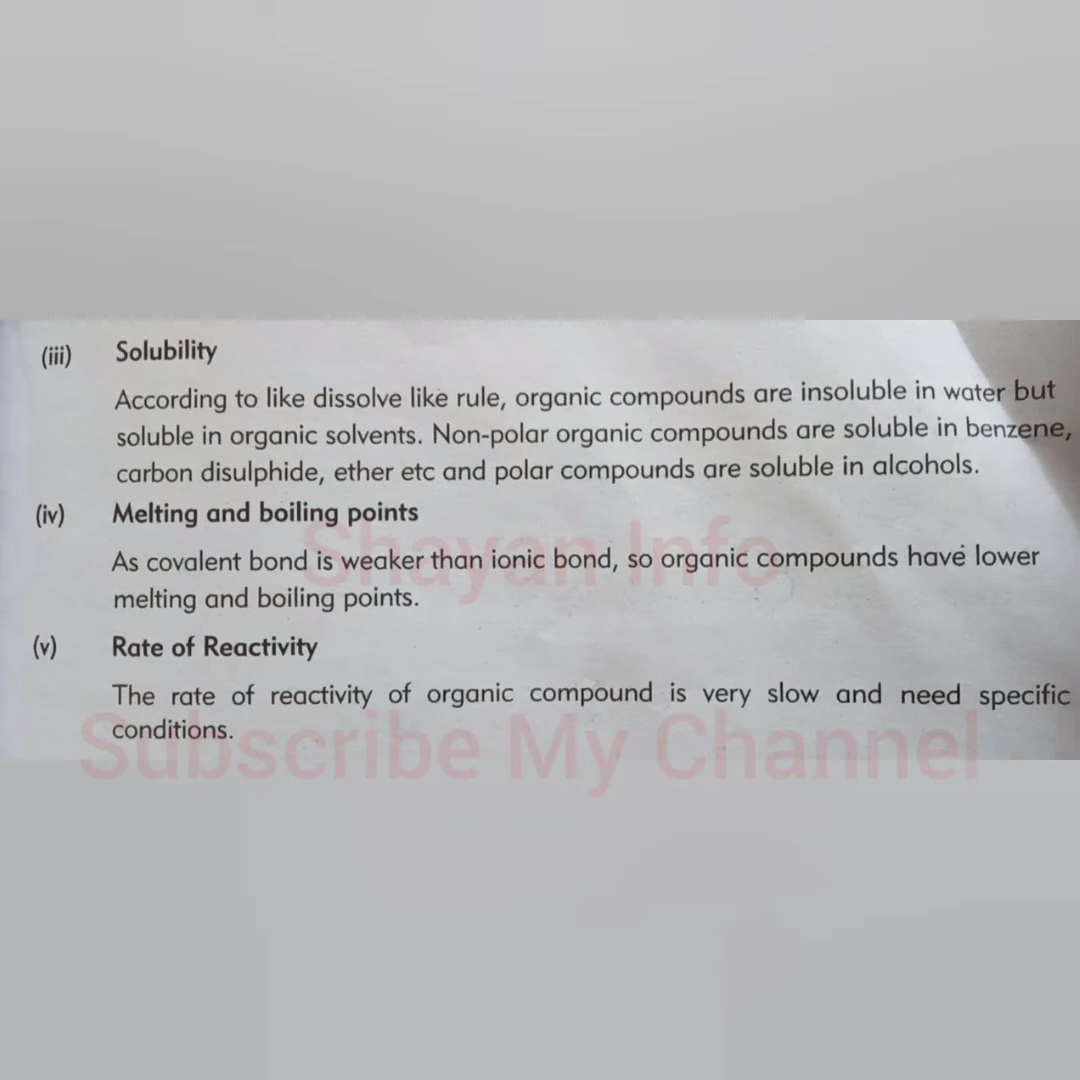 (iii) Solubility
According to like dissolve like rule, organic compounds are insoluble in water but
soluble in organic solvents. Non-polar organic compounds are soluble in benzene,
carbon disulphide, ether etc and polar compounds are soluble in alcohols.
(iv) Melting and boiling points
Shayan Info
As covalent bond is weaker than ionic bond, so organic compounds have lower
melting and boiling points.
(v) Rate of Reactivity
The rate of reactivity of organic compound is very slow and need specific
conditions.
Subscribe My Channel